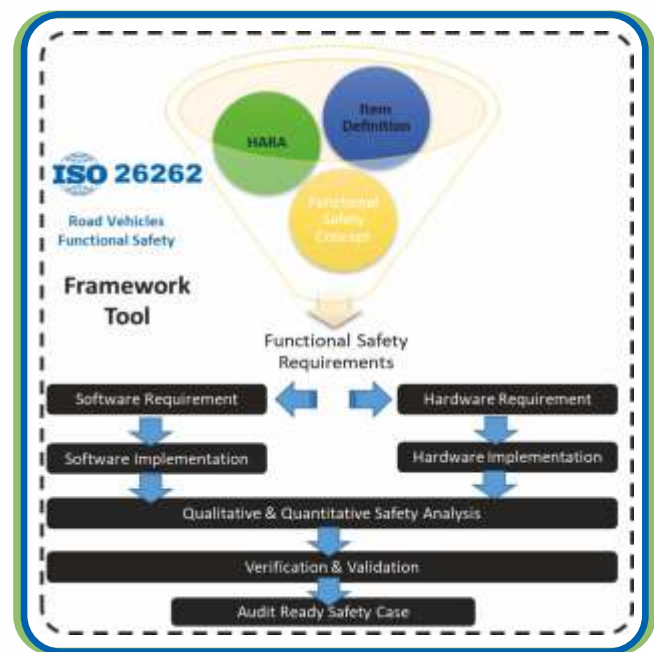 Item
Definition
HARA
Functional
Safety
Concept
ISO 26262
Road Vehicles
Functional Safety
Framework
Tool
Functional Safety
Requirements
Software Requirement
Hardware Requirement
Software Implementation
Hardware Implementation
Qualitative & Quantitative Safety Analysis
Verification & Validation
Audit Ready Safety Case